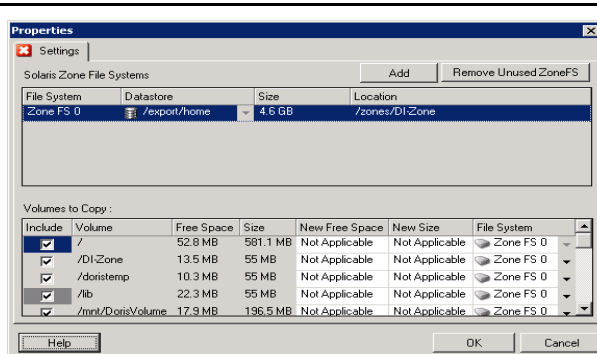 Properties
Settings
Solaris Zone File Systems Add Remove Unused ZoneFS
File System Datastore Size Location
Zone FS 0 /export/home 4.6 GB /zones/DI-Zone
Volumes to Copy :
Include Volume Free Space Size New Free Space New Size File System
/ 52.8 MB 581.1 MB Not Applicable Not Applicable Zone FS 0
/DI-Zone 13.5 MB 55 MB Not Applicable Not Applicable Zone FS 0
/doristemp 10.3 MB 55 MB Not Applicable Not Applicable Zone FS 0
/lib 22.3 MB 55 MB Not Applicable Not Applicable Zone FS 0
/mnt/DorisVolume 17.9 MB 196.5 MB Not Applicable Not Applicable Zone FS 0
Help OK Cancel